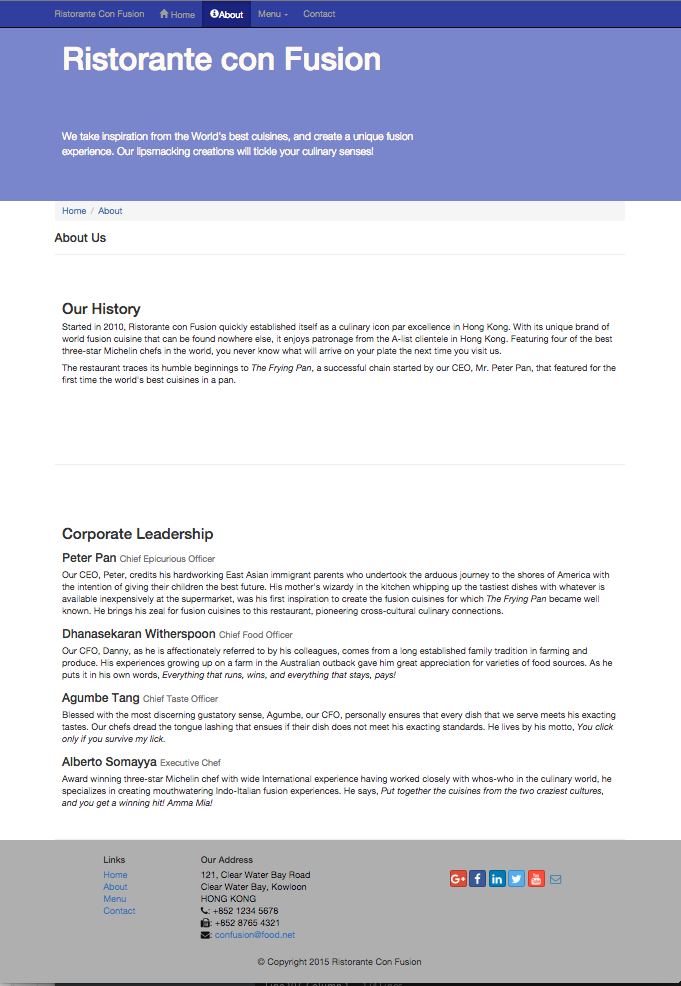 Ristorante Con Fusion Home About Menu Contact
Ristorante con Fusion
We take inspiration from the World's best cuisines, and create a unique fusion
experience. Our lipsmacking creations will tickle your culinary senses!
Home / About
About Us
Our History
Started in 2010, Ristorante con Fusion quickly established itself as a culinary icon par excellence in Hong Kong. With its unique brand of
world fusion cuisine that can be found nowhere else, it enjoys patronage from the A-list clientele in Hong Kong. Featuring four of the best
three-star Michelin chefs in the world, you never know what will arrive on your plate the next time you visit us.
The restaurant traces its humble beginnings to The Frying Pan, a successful chain started by our CEO, Mr. Peter Pan, that featured for the
first time the world's best cuisines in a pan.
Corporate Leadership
Peter Pan Chief Epicurious Officer
Our CEO, Peter, credits his hardworking East Asian immigrant parents who undertook the arduous journey to the shores of America with
the intention of giving their children the best future. His mother's wizardy in the kitchen whipping up the tastiest dishes with whatever is
available inexpensively at the supermarket, was his first inspiration to create the fusion cuisines for which The Frying Pan became well
known. He brings his zeal for fusion cuisines to this restaurant, pioneering cross-cultural culinary connections.
Dhanasekaran Witherspoon Chief Food Officer
Our CFO, Danny, as he is affectionately referred to by his colleagues, comes from a long established family tradition in farming and
produce. His experiences growing up on a farm in the Australian outback gave him great appreciation for varieties of food sources. As he
puts it in his own words, Everything that runs, wins, and everything that stays, pays!
Agumbe Tang Chief Taste Officer
Blessed with the most discerning gustatory sense, Agumbe, our CFO, personally ensures that every dish that we serve meets his exacting
tastes. Our chefs dread the tongue lashing that ensues if their dish does not meet his exacting standards. He lives by his motto, You click
only if you survive my lick.
Alberto Somayya Executive Chef
Award winning three-star Michelin chef with wide International experience having worked closely with whos-who in the culinary world, he
specializes in creating mouthwatering Indo-Italian fusion experiences. He says, Put together the cuisines from the two craziest cultures,
and you get a winning hit! Amma Mia!
Links
Home
About
Menu
Contact
Our Address
121, Clear Water Bay Road
Clear Water Bay, Kowloon
HONG KONG
: +852 1234 5678
: +852 8765 4321
: confusion@food.net
© Copyright 2015 Ristorante Con Fusion